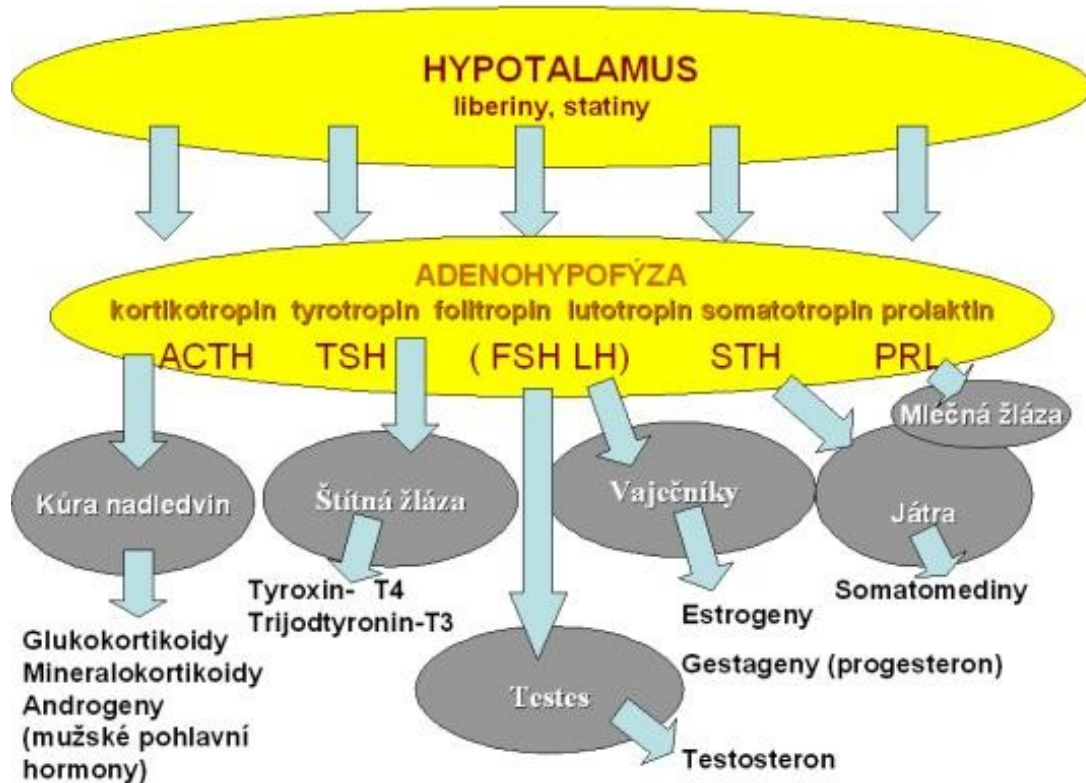 HYPOTALAMUS
liberiny, statiny
ADENOHYPOFÝZA
kortikotropin tyrotropin folitropin lutotropin somatotropin prolaktin
ACTH TSH ( FSH LH) STH PRL
Mléčná žláza
Kúra nadledvin
Štítná žláza
Vaječníky
Játra
Tyroxin- T4
Trijodtyronin-T3
Somatomediny
Estrogeny
Glukokortikoidy
Mineralokortikoidy
Androgeny
(mužské pohlavní
hormony)
Gestageny (progesteron)
Testes
Testosteron